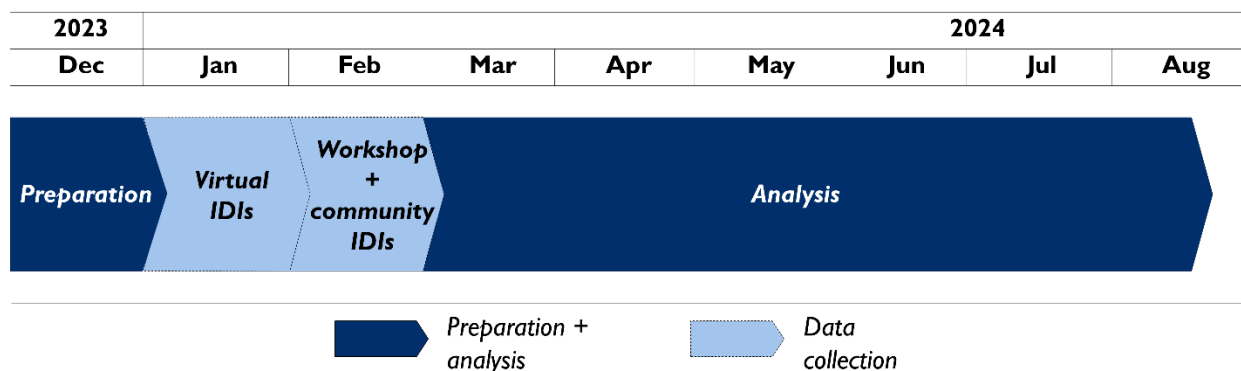 2023 2024
Dec Jan Feb Mar Apr May Jun Jul Aug
Preparation
Virtual
IDIs
Workshop
+
community
IDIs
Analysis
Preparation +
analysis
Data
collection